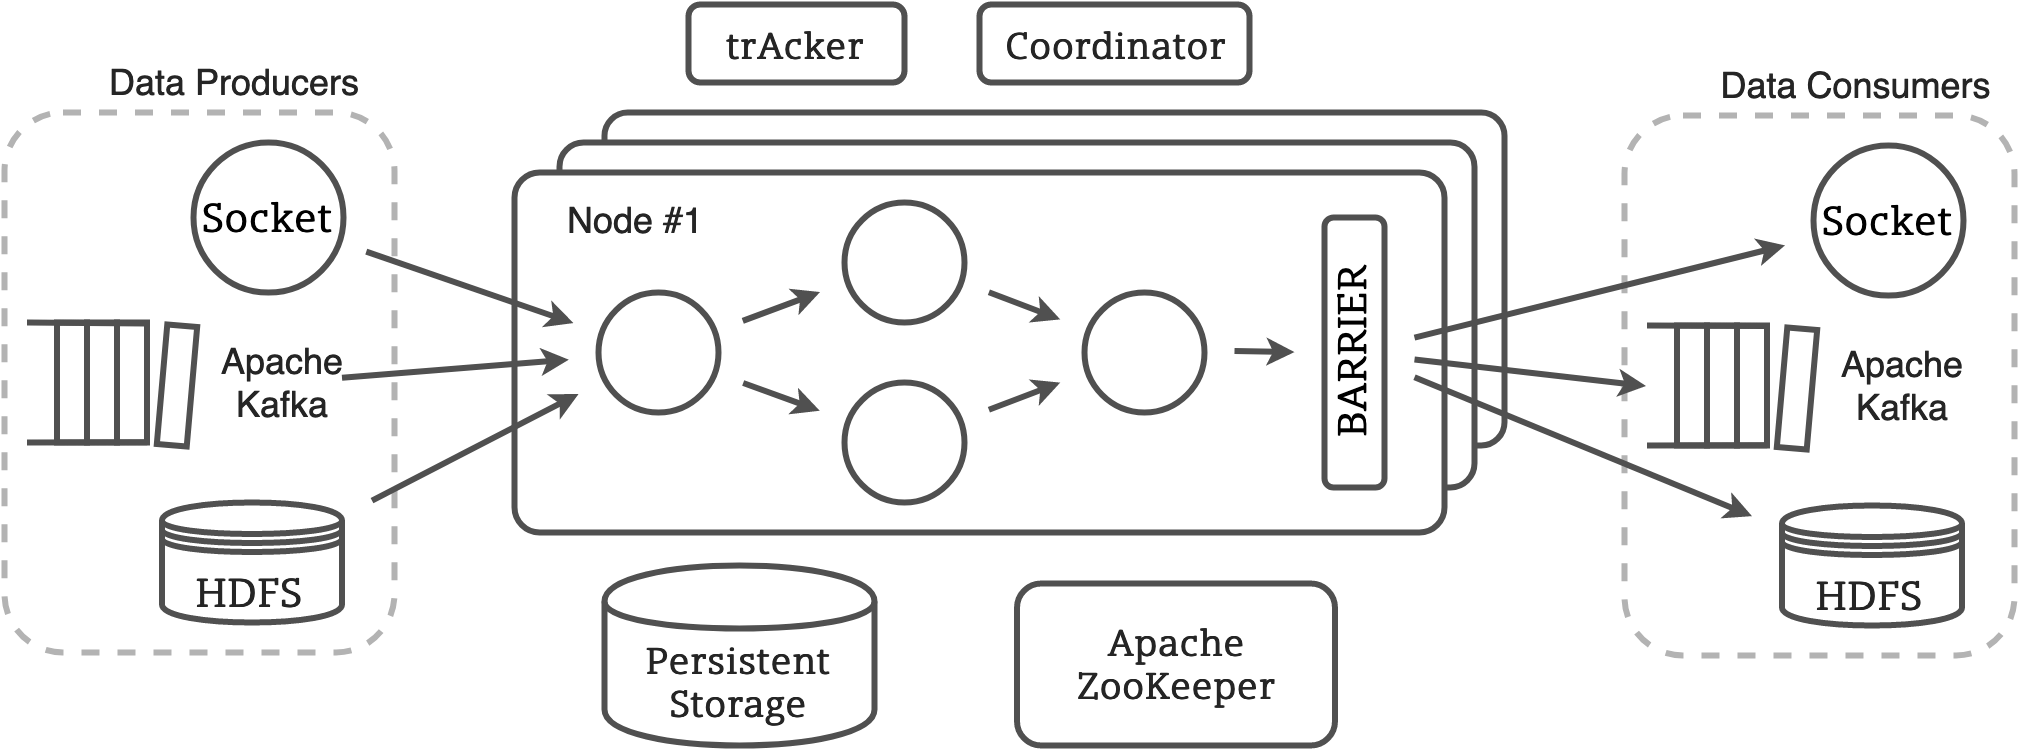 trAcker
Coordinator
Data Producers
Socket
Apache
Kafka
HDFS
Node #1
BARRIER
Persistent
Storage
Apache
ZooKeeper
Data Consumers
Socket
Apache
Kafka
HDFS